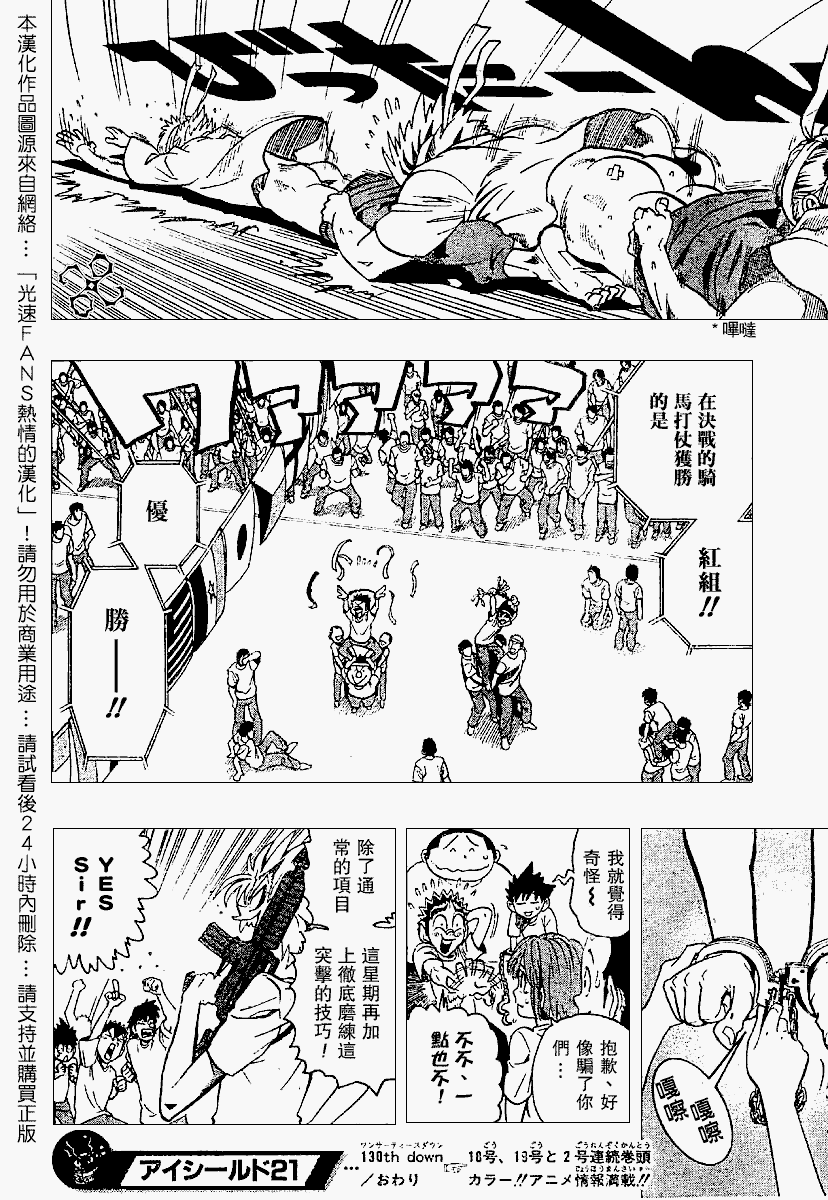 本漢化作品圖源來自網絡…「光速FANS熱情的漢化」！請勿用於商業用途…請試看後24小時內刪除…請支持並購買正版
＊嗶噠
在決戰的騎
馬打仗獲勝
的是
紅組!!
優
勝——!!
我就覺得
奇怪~
抱歉、好
像騙了你
們…
不不、一
點也不!
嘎嚓
嘎嚓
除了通
常的項目
這星期再加
上徹底磨練這
突擊的技巧!
YES
Sir!!
アイシールド21
…130th down／おわり
18号、19号と2号連続巻頭
カラー!!アニメ情報満載!!